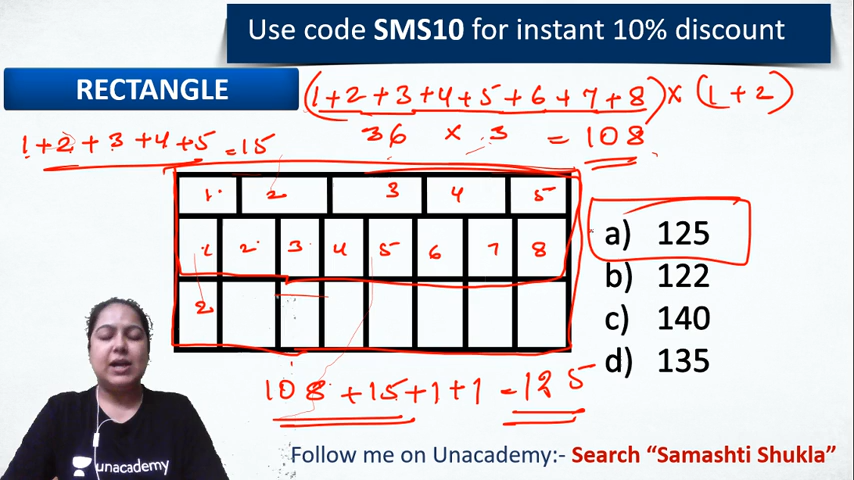 Use code SMS10 for instant 10% discount
RECTANGLE
(1+2+3+4+5+6+7+8) × (1+2)
36 × 3 = 108
1+2+3+4+5 = 15
1 2 3 4 5
1 2 3 4 5 6 7 8
2
a) 125
b) 122
c) 140
d) 135
108 + 15 + 1 + 1 = 125
unacademy
Follow me on Unacademy:- Search “Samashti Shukla”